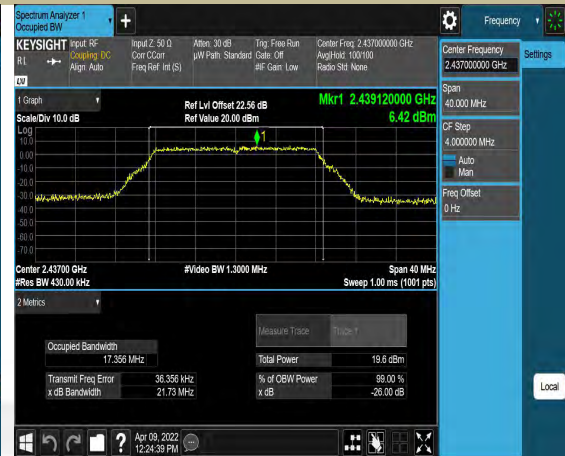 Spectrum Analyzer 1
Occupied BW
Frequency
KEYSIGHT
RL
LXI
Input: RF
Coupling: DC
Align: Auto
Input Z: 50 Ω
Corr CCorr
Freq Ref: Int (S)
Atten: 30 dB
µW Path: Standard
Trig: Free Run
Gate: Off
#IF Gain: Low
Center Freq: 2.437000000 GHz
Avg|Hold: 100/100
Radio Std: None
Center Frequency
2.437000000 GHz
Settings
Span
40.000 MHz
CF Step
4.000000 MHz
Auto
Man
Freq Offset
0 Hz
1 Graph
Scale/Div 10.0 dB
Ref Lvl Offset 22.56 dB
Ref Value 20.00 dBm
Mkr1 2.439120000 GHz
6.42 dBm
Log
10.0
0.00
-10.0
-20.0
-30.0
-40.0
-50.0
-60.0
-70.0
1
Center 2.43700 GHz
#Res BW 430.00 kHz
#Video BW 1.3000 MHz
Span 40 MHz
Sweep 1.00 ms (1001 pts)
2 Metrics
Measure Trace
Trace 1
Occupied Bandwidth
17.356 MHz
Total Power 19.6 dBm
Transmit Freq Error 36.356 kHz
% of OBW Power 99.00 %
x dB Bandwidth 21.73 MHz
x dB -26.00 dB
Local
Apr 09, 2022
12:24:39 PM